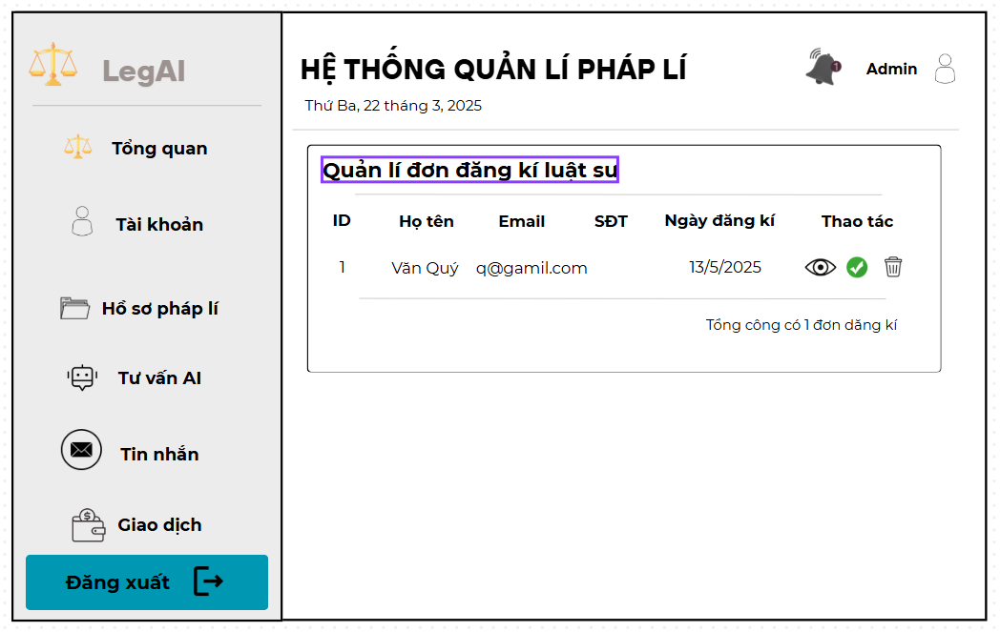 LegAI
Tổng quan
Tài khoản
Hồ sơ pháp lí
Tư vấn AI
Tin nhắn
Giao dịch
Đăng xuất
HỆ THỐNG QUẢN LÍ PHÁP LÍ
Thứ Ba, 22 tháng 3, 2025
1
Admin
Quản lí đơn đăng kí luật sư
ID Họ tên Email SĐT Ngày đăng kí Thao tác
1 Văn Quý q@gamil.com 13/5/2025
Tổng công có 1 đơn dăng kí